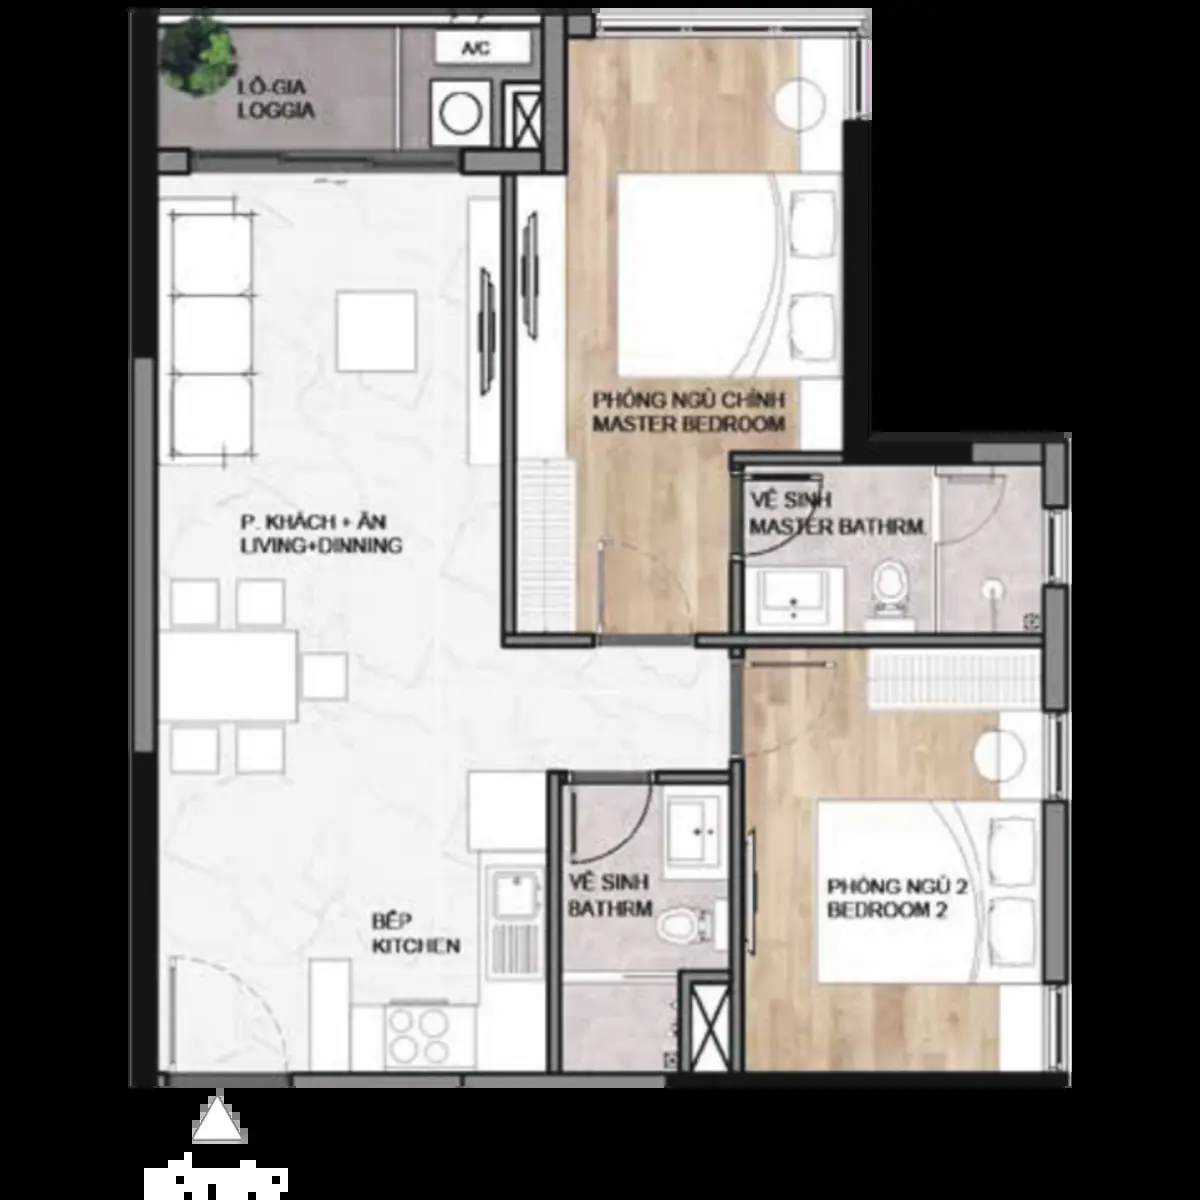 A/C
LÔ-GIA
LOGGIA
PHÒNG NGỦ CHÍNH
MASTER BEDROOM
VỆ SINH
MASTER BATHRM.
P. KHÁCH + ĂN
LIVING+DINNING
VỆ SINH
BATHRM
PHÒNG NGỦ 2
BEDROOM 2
BẾP
KITCHEN